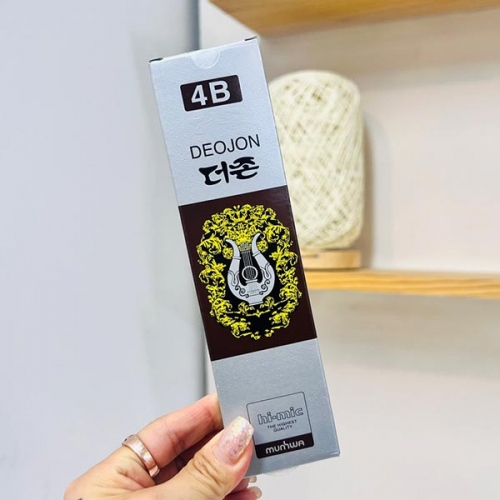 4B
DEOJON
더존
hi-mic
THE HIGHEST
QUALITY
munhwa